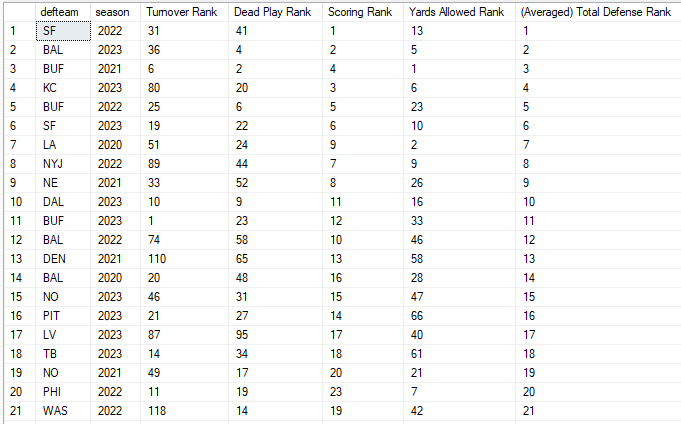 defteam season Turnover Rank Dead Play Rank Scoring Rank Yards Allowed Rank (Averaged) Total Defense Rank
1 SF 2022 31 41 1 13 1
2 BAL 2023 36 4 2 5 2
3 BUF 2021 6 2 4 1 3
4 KC 2023 80 20 3 6 4
5 BUF 2022 25 6 5 23 5
6 SF 2023 19 22 6 10 6
7 LA 2020 51 24 9 2 7
8 NYJ 2022 89 44 7 9 8
9 NE 2021 33 52 8 26 9
10 DAL 2023 10 9 11 16 10
11 BUF 2023 1 23 12 33 11
12 BAL 2022 74 58 10 46 12
13 DEN 2021 110 65 13 58 13
14 BAL 2020 20 48 16 28 14
15 NO 2023 46 31 15 47 15
16 PIT 2023 21 27 14 66 16
17 LV 2023 87 95 17 40 17
18 TB 2023 14 34 18 61 18
19 NO 2021 49 17 20 21 19
20 PHI 2022 11 19 23 7 20
21 WAS 2022 118 14 19 42 21